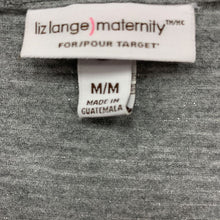 liz lange)maternity TM/MC
FOR/POUR TARGET®
M/M
MADE IN
GUATEMALA